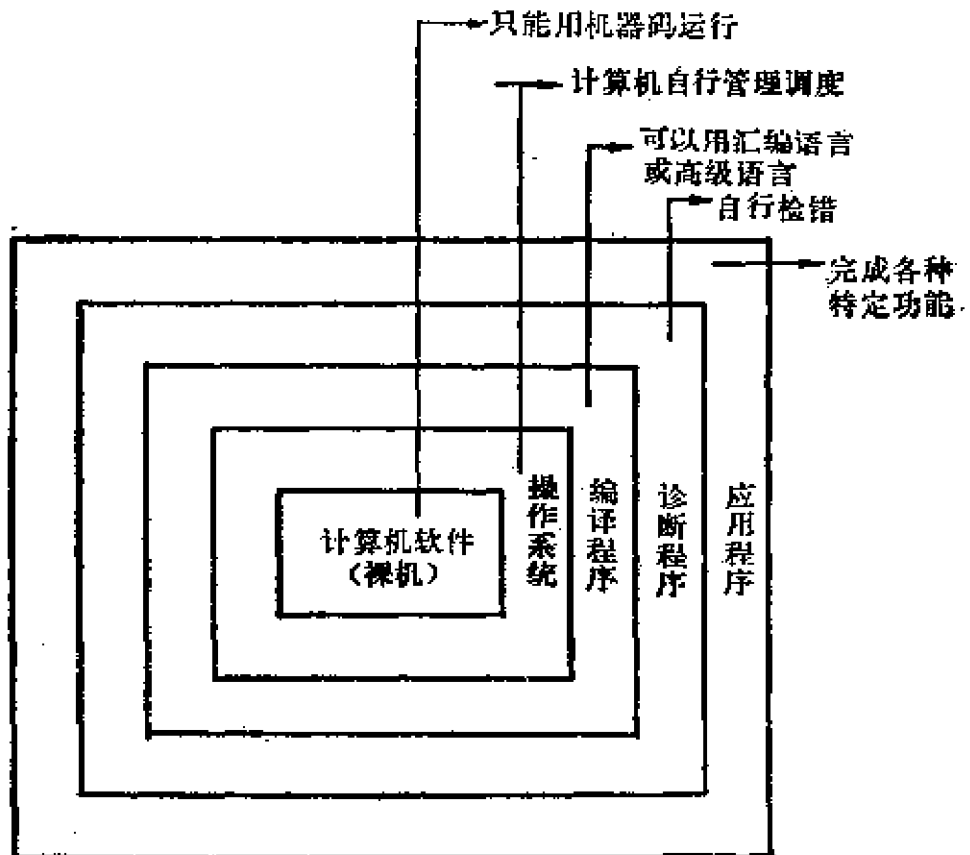 只能用机器码运行
计算机自行管理调度
可以用汇编语言
或高级语言
自行检错
完成各种
特定功能
计算机软件
（裸机）
操作系统
编译程序
诊断程序
应用程序